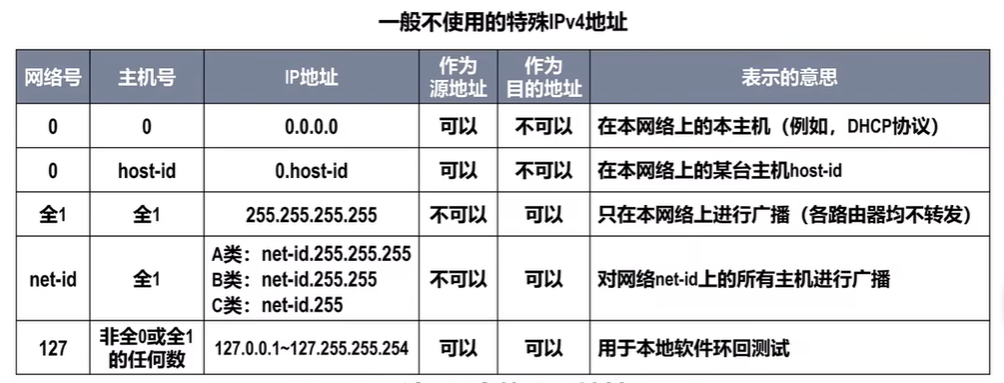 一般不使用的特殊IPv4地址
网络号 主机号 IP地址 作为源地址 作为目的地址 表示的意思
0 0 0.0.0.0 可以 不可以 在本网络上的本主机（例如，DHCP协议）
0 host-id 0.host-id 可以 不可以 在本网络上的某台主机host-id
全1 全1 255.255.255.255 不可以 可以 只在本网络上进行广播（各路由器均不转发）
net-id 全1 A类：net-id.255.255.255
B类：net-id.255.255
C类：net-id.255
不可以 可以 对网络net-id上的所有主机进行广播
127 非全0或全1
的任何数 127.0.0.1~127.255.255.254 可以 可以 用于本地软件环回测试